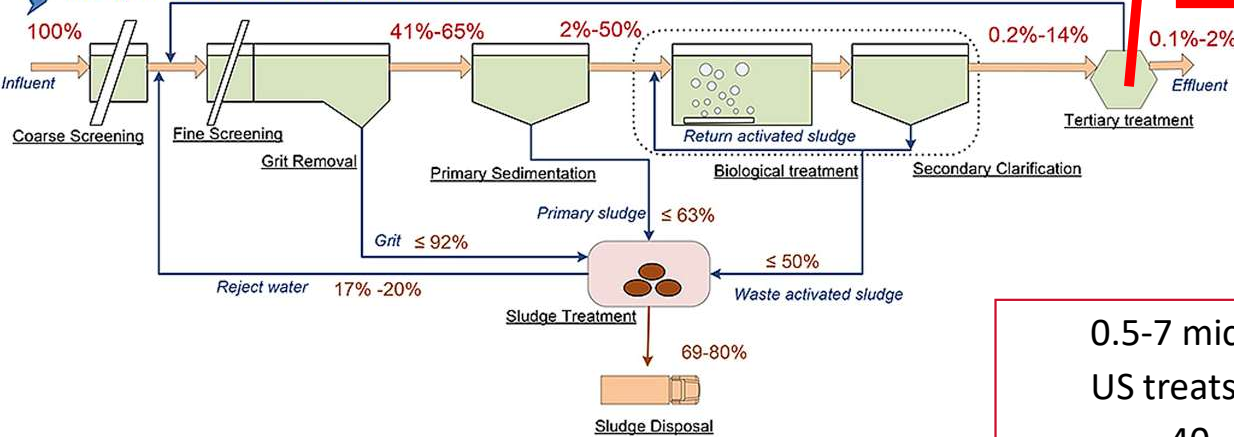 100%
41%-65%
2%-50%
0.2%-14%
0.1%-2%
Influent
Effluent
Coarse Screening
Fine Screening
Grit Removal
Primary Sedimentation
Return activated sludge
Biological treatment
Secondary Clarification
Tertiary treatment
Primary sludge ≤ 63%
Grit ≤ 92%
≤ 50%
Reject water 17% -20%
Waste activated sludge
Sludge Treatment
69-80%
Sludge Disposal
0.5-7
US treats